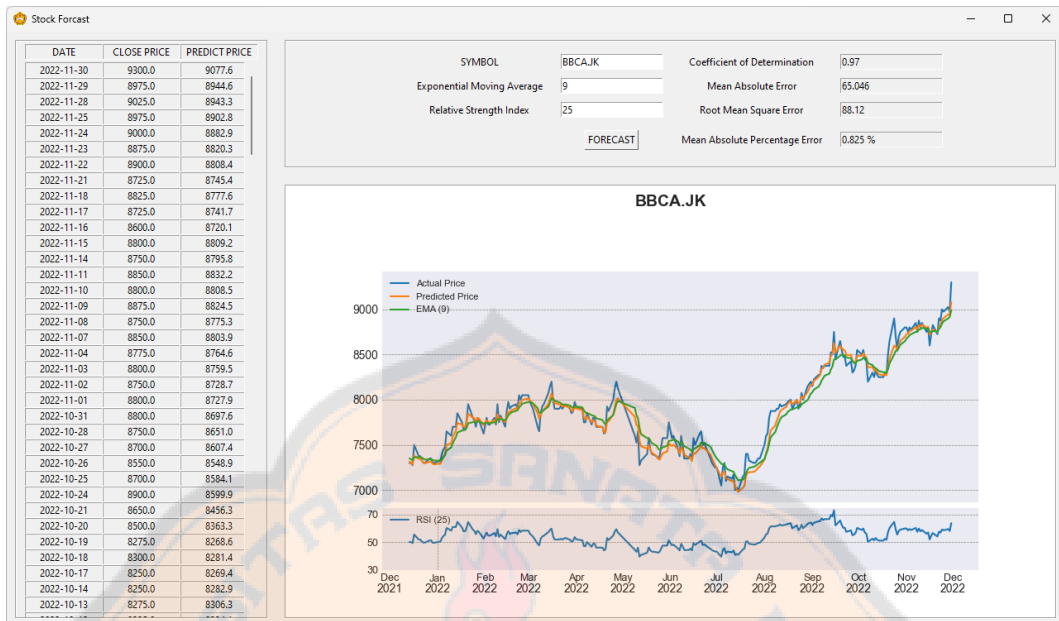 Stock Forcast
DATE CLOSE PRICE PREDICT PRICE
2022-11-30 9300.0 9077.6
2022-11-29 8975.0 8944.6
2022-11-28 9025.0 8943.3
2022-11-25 8975.0 8902.8
2022-11-24 9000.0 8882.9
2022-11-23 8875.0 8820.3
2022-11-22 8900.0 8808.4
2022-11-21 8725.0 8745.4
2022-11-18 8825.0 8777.6
2022-11-17 8725.0 8741.7
2022-11-16 8600.0 8720.1
2022-11-15 8800.0 8809.2
2022-11-14 8750.0 8795.8
2022-11-11 8850.0 8832.2
2022-11-10 8800.0 8808.5
2022-11-09 8875.0 8824.5
2022-11-08 8750.0 8775.3
2022-11-07 8850.0 8803.9
2022-11-04 8775.0 8764.6
2022-11-03 8800.0 8759.5
2022-11-02 8750.0 8728.7
2022-11-01 8800.0 8727.9
2022-10-31 8800.0 8697.6
2022-10-28 8750.0 8651.0
2022-10-27 8700.0 8607.4
2022-10-26 8550.0 8548.9
2022-10-25 8700.0 8584.1
2022-10-24 8900.0 8599.9
2022-10-21 8650.0 8456.3
2022-10-20 8500.0 8363.3
2022-10-19 8275.0 8268.6
2022-10-18 8300.0 8281.4
2022-10-17 8250.0 8269.4
2022-10-14 8250.0 8282.9
2022-10-13 8275.0 8306.3
SYMBOL BBCA.JK Coefficient of Determination 0.97
Exponential Moving Average 9 Mean Absolute Error 65.046
Relative Strength Index 25 Root Mean Square Error 88.12
FORECAST Mean Absolute Percentage Error 0.825 %
BBCA.JK
Actual Price
Predicted Price
EMA (9)
9000
8500
8000
7500
7000
70
RSI (25)
50
30
Dec Jan Feb Mar Apr May Jun Jul Aug Sep Oct Nov Dec
2021 2022 2022 2022 2022 2022 2022 2022 2022 2022 2022 2022 2022
SANATA